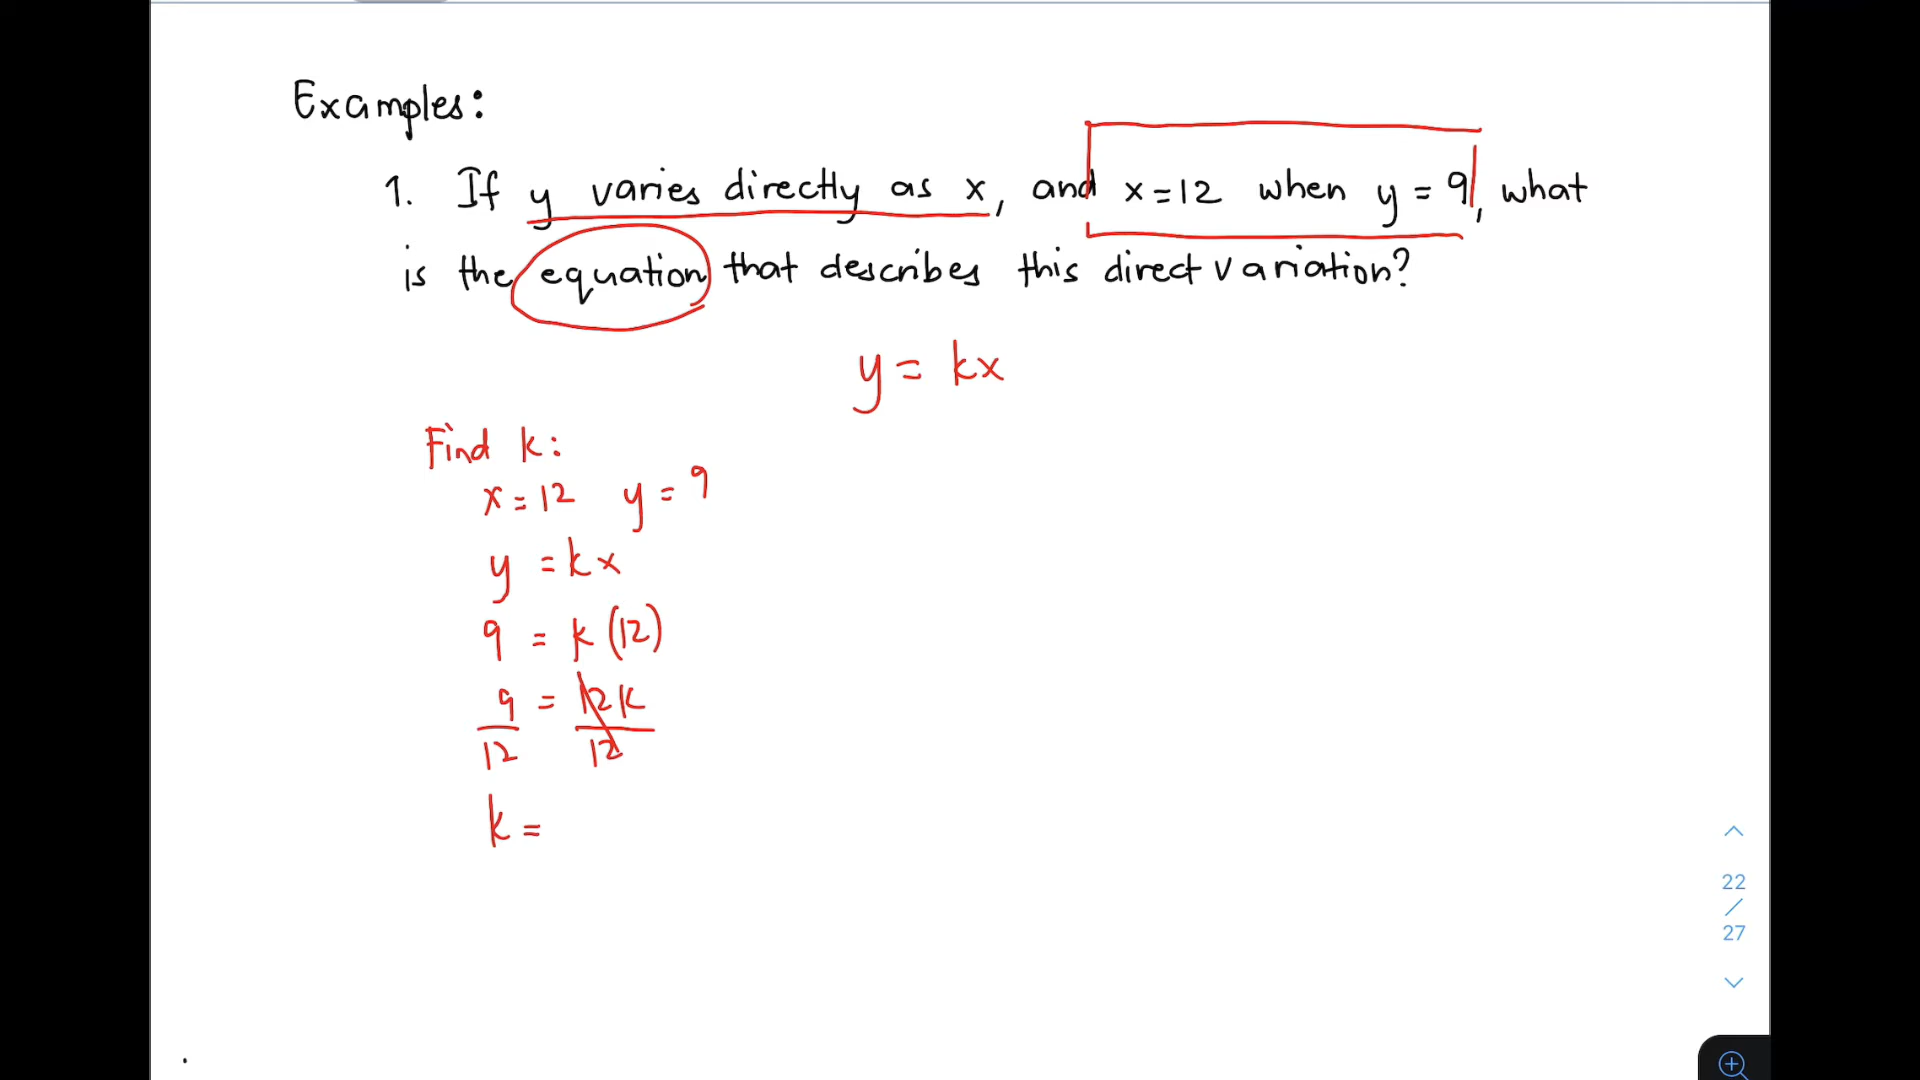 Examples:
1. If y varies directly as x, and x=12 when y = 9, what
is the equation that describes this direct variation?
y = kx
Find k:
x = 12 y = 9
y = kx
9 = k (12)
9 = 12k
12 12
k =
22
/
27